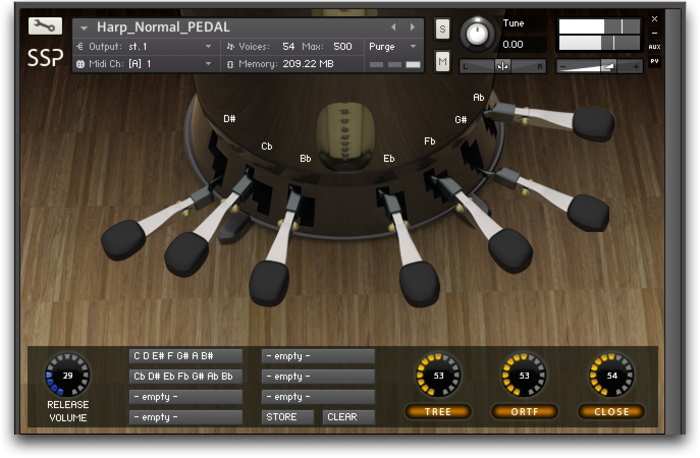 Harp_Normal_PEDAL
Output: st. 1
Voices: 54 Max: 500
Purge
Midi Ch: [A] 1
Memory: 209.22 MB
SSP
S
M
Tune
0.00
L R
- +
×
-
AUX
PV
D#
Cb
Bb
Eb
Fb
G#
Ab
29
RELEASE
VOLUME
C D E# F G# A B#
Cb D# Eb Fb G# Ab Bb
- empty -
- empty -
- empty -
- empty -
- empty -
STORE
CLEAR
53
TREE
53
ORTF
54
CLOSE